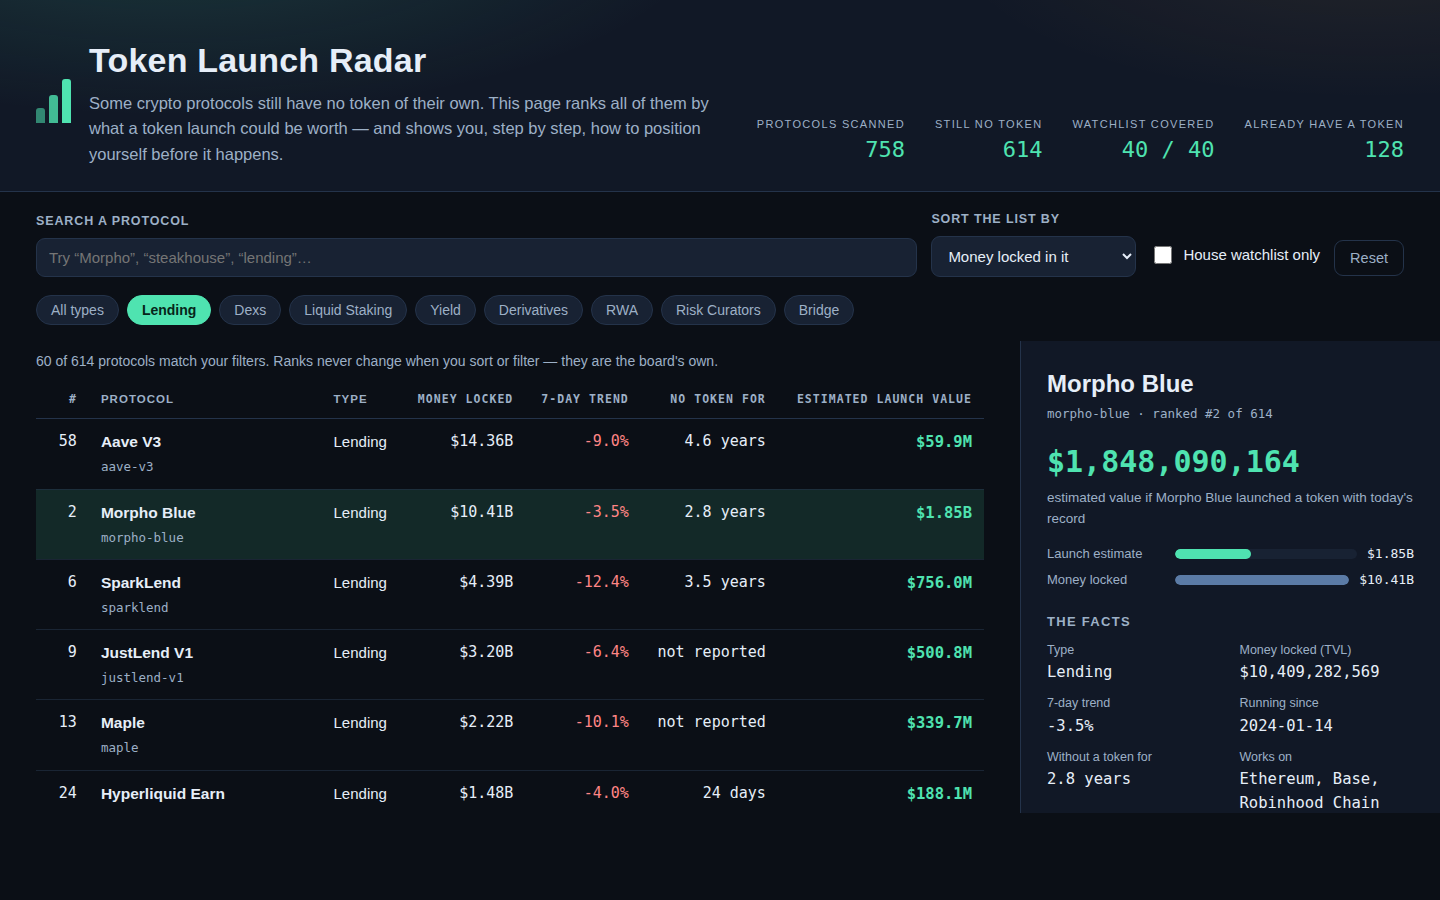 Token Launch Radar
Some crypto protocols still have no token of their own. This page ranks all of them by
what a token launch could be worth — and shows you, step by step, how to position
yourself before it happens.
PROTOCOLS SCANNED
758
STILL NO TOKEN
614
WATCHLIST COVERED
40 / 40
ALREADY HAVE A TOKEN
128
SEARCH A PROTOCOL
Try “Morpho”, “steakhouse”, “lending”…
SORT THE LIST BY
Money locked in it
House watchlist only
Reset
All types
Lending
Dexs
Liquid Staking
Yield
Derivatives
RWA
Risk Curators
Bridge
60 of 614 protocols match your filters. Ranks never change when you sort or filter — they are the board's own.
# PROTOCOL TYPE MONEY LOCKED 7-DAY TREND NO TOKEN FOR ESTIMATED LAUNCH VALUE
58 Aave V3 Lending $14.36B -9.0% 4.6 years $59.9M
aave-v3
2 Morpho Blue Lending $10.41B -3.5% 2.8 years $1.85B
morpho-blue
6 SparkLend Lending $4.39B -12.4% 3.5 years $756.0M
sparklend
9 JustLend V1 Lending $3.20B -6.4% not reported $500.8M
justlend-v1
13 Maple Lending $2.22B -10.1% not reported $339.7M
maple
24 Hyperliquid Earn Lending $1.48B -4.0% 24 days $188.1M
Morpho Blue
morpho-blue · ranked #2 of 614
$1,848,090,164
estimated value if Morpho Blue launched a token with today's
record
Launch estimate $1.85B
Money locked $10.41B
THE FACTS
Type
Lending
Money locked (TVL)
$10,409,282,569
7-day trend
-3.5%
Running since
2024-01-14
Without a token for
2.8 years
Works on
Ethereum, Base,
Robinhood Chain